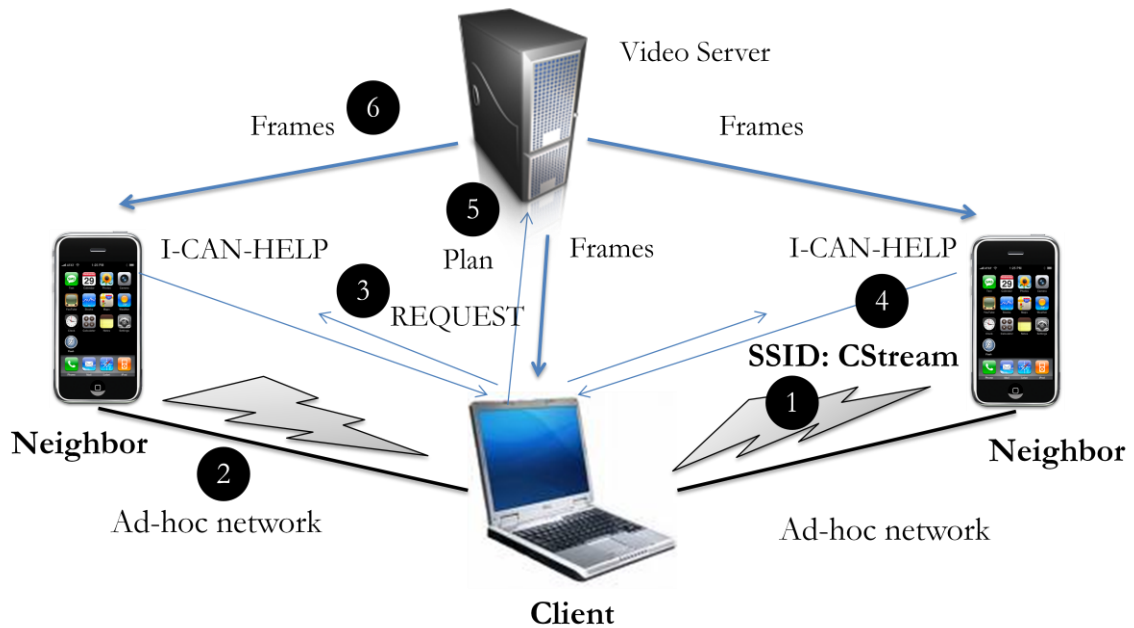 Video Server
6
Frames
Frames
5
I-CAN-HELP
Plan
Frames
I-CAN-HELP
3
REQUEST
4
SSID: CStream
1
Neighbor
2
Neighbor
Ad-hoc network
Ad-hoc network
Client